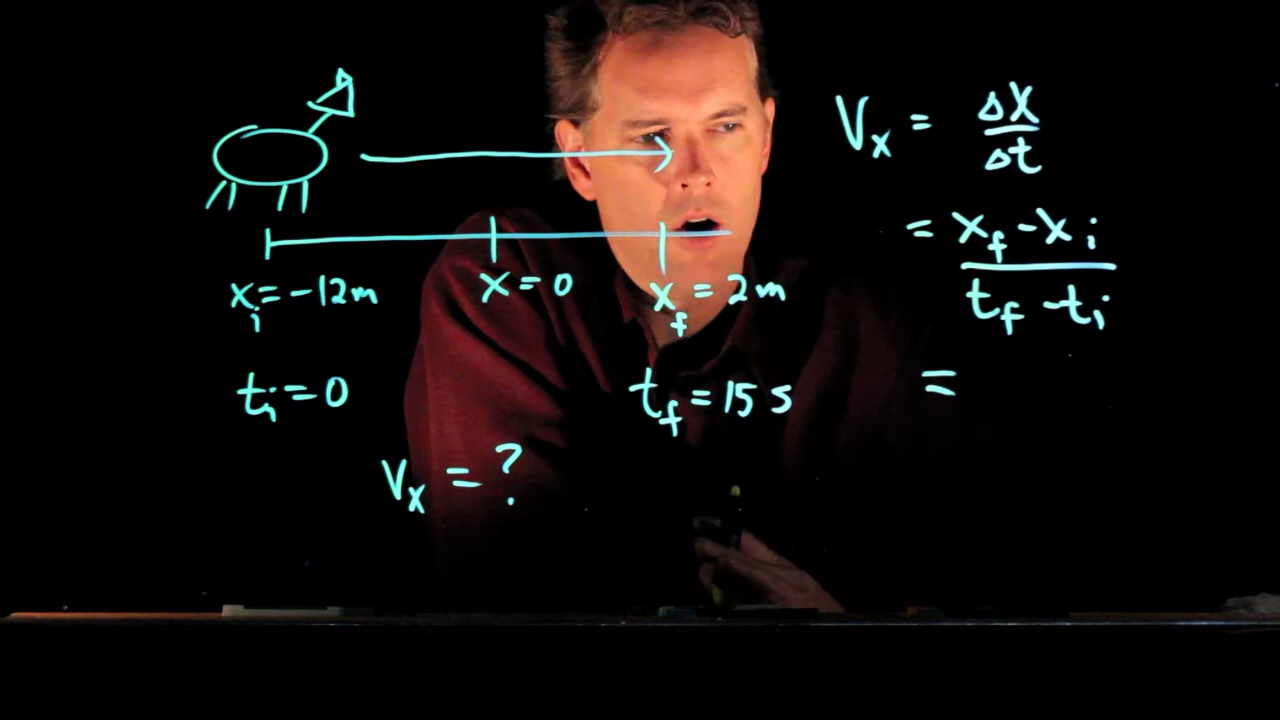 Vx = Δx/Δt
= xf - xi / tf - ti
xi = -12m x = 0 xf = 2m
ti = 0 tf = 15 s
=
Vx = ?